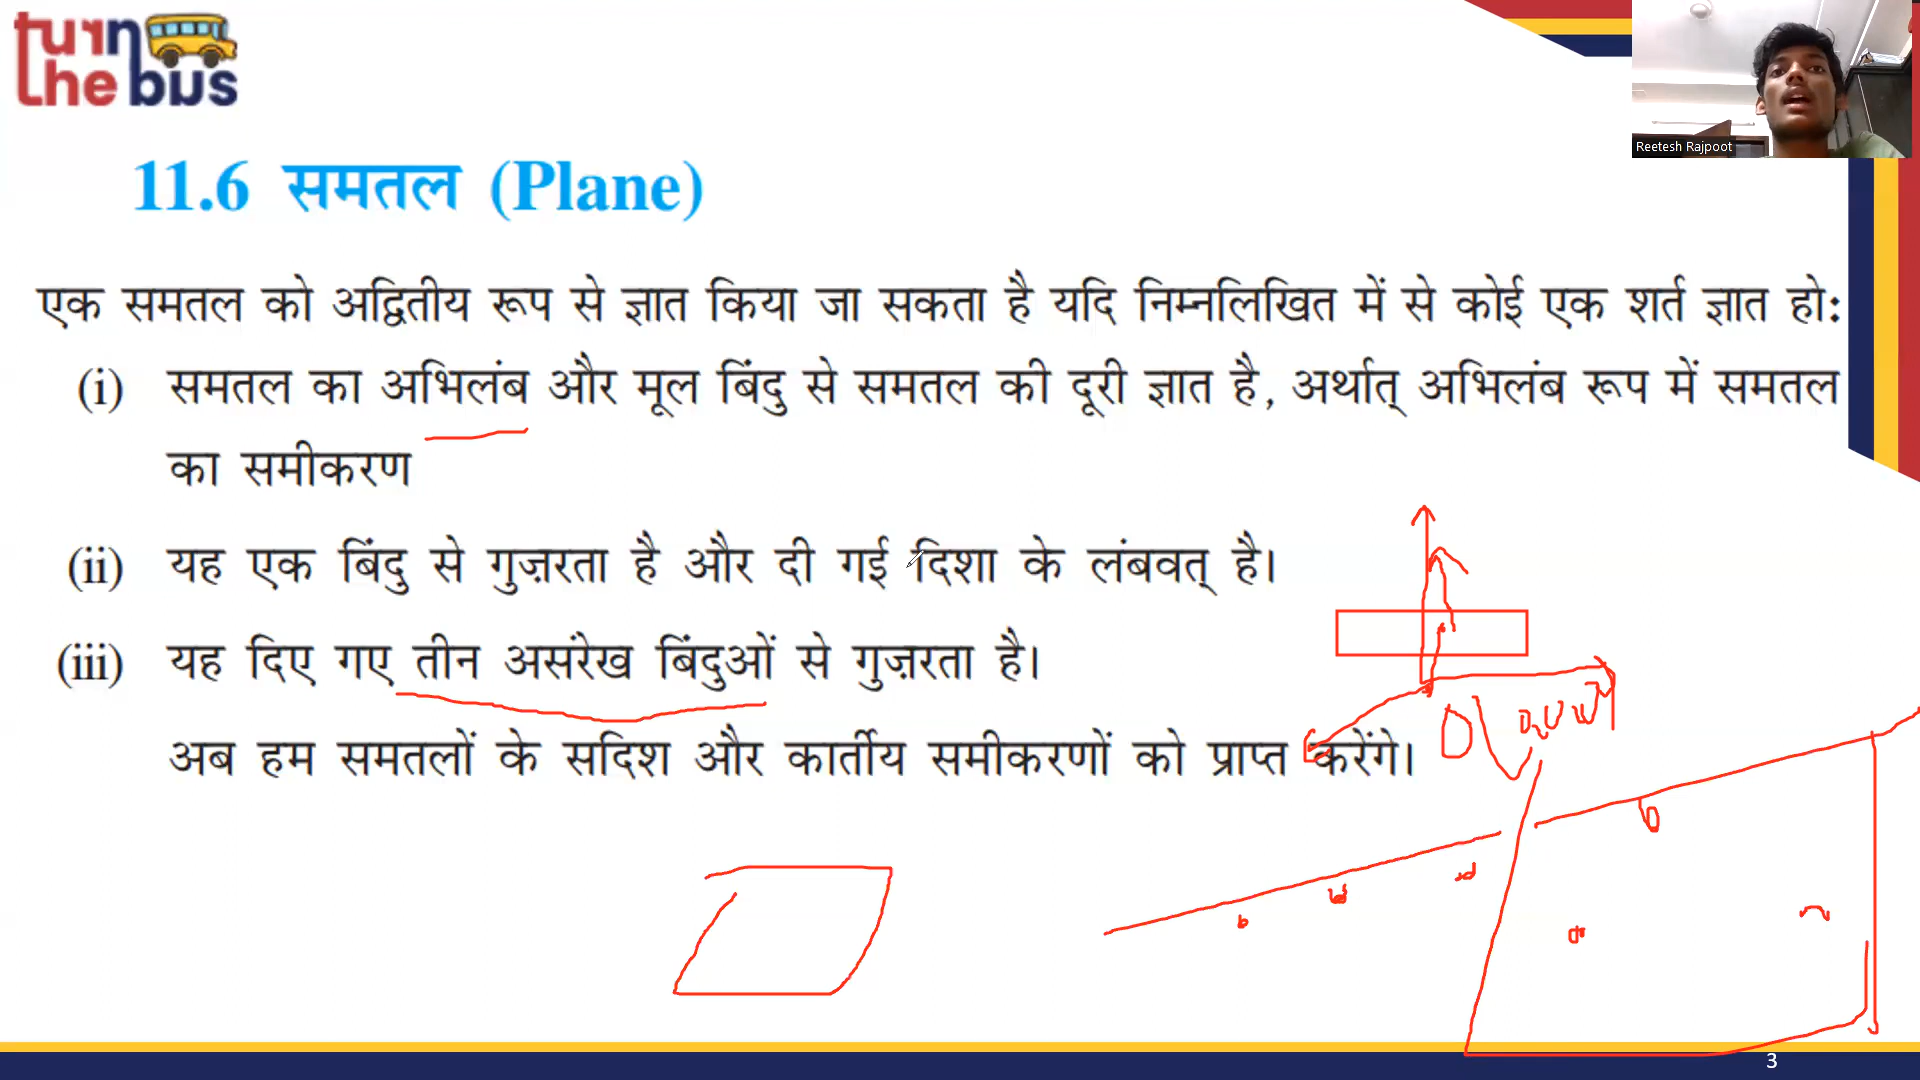 turn
the bus
Reetesh Rajpoot
11.6 समतल (Plane)
एक समतल को अद्वितीय रूप से ज्ञात किया जा सकता है यदि निम्नलिखित में से कोई एक शर्त ज्ञात हो:
(i) समतल का अभिलंब और मूल बिंदु से समतल की दूरी ज्ञात है, अर्थात् अभिलंब रूप में समतल
का समीकरण
(ii) यह एक बिंदु से गुज़रता है और दी गई दिशा के लंबवत् है।
(iii) यह दिए गए तीन असंरेख बिंदुओं से गुज़रता है।
अब हम समतलों के सदिश और कार्तीय समीकरणों को प्राप्त करेंगे।
3